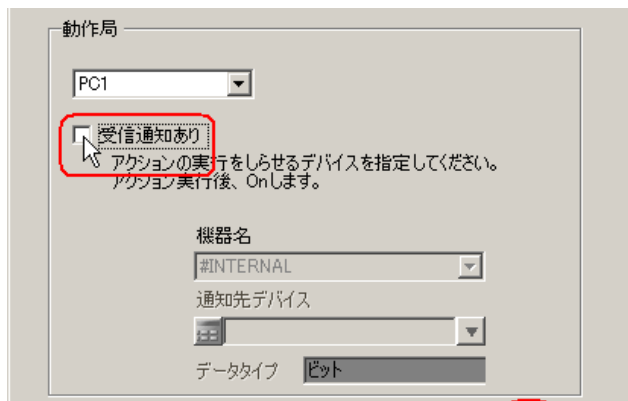 動作局
PC1
受信通知あり
アクションの実行をしらせるデバイスを指定してください。
アクション実行後、Onします。
機器名
#INTERNAL
通知先デバイス
データタイプ ビット